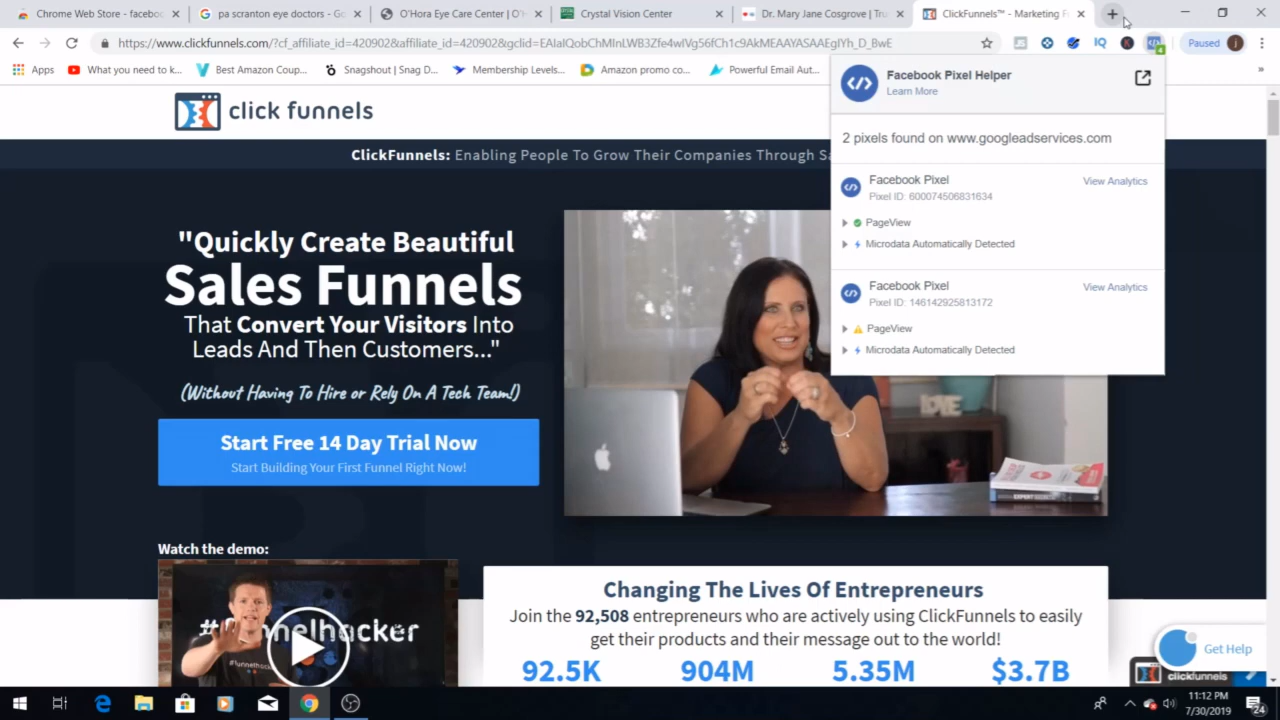 Chrome Web Store - faceboo
pa scranton eye doctors - Go
O'Hora Eye Care Center | O'H
Crystal Vision Center
Dr. Mary Jane Cosgrove | Tru
ClickFunnels™ - Marketing F
https://www.clickfunnels.com/?cf_affiliate_id=420902&affiliate_id=420902&gclid=EAIaIQobChMInLWB3Zfe4wIVg56fCh1c9AkMEAAYASAAEgIYh_D_BwE
IQ
4
Paused
Apps
What you need to k...
Best Amazon Coup...
Snagshout | Snag D...
Membership Levels...
Amazon promo co...
Powerful Email Aut...
click funnels
ClickFunnels: Enabling People To Grow Their Companies Through Sa
Facebook Pixel Helper
Learn More
2 pixels found on www.googleadservices.com
Facebook Pixel
View Analytics
Pixel ID: 600074506831634
PageView
Microdata Automatically Detected
Facebook Pixel
View Analytics
Pixel ID: 146142925813172
PageView
Microdata Automatically Detected
"Quickly Create Beautiful
Sales Funnels
That Convert Your Visitors Into
Leads And Then Customers..."
(Without Having To Hire or Rely On A Tech Team!)
Start Free 14 Day Trial Now
Start Building Your First Funnel Right Now!
LOVE
EXPERT SECRETS
Watch the demo:
#funnelhacker
Changing The Lives Of Entrepreneurs
Join the 92,508 entrepreneurs who are actively using ClickFunnels to easily
get their products and their message out to the world!
92.5K
904M
5.35M
$3.7B
Get Help
clickfunnels
11:12 PM
7/30/2019
24